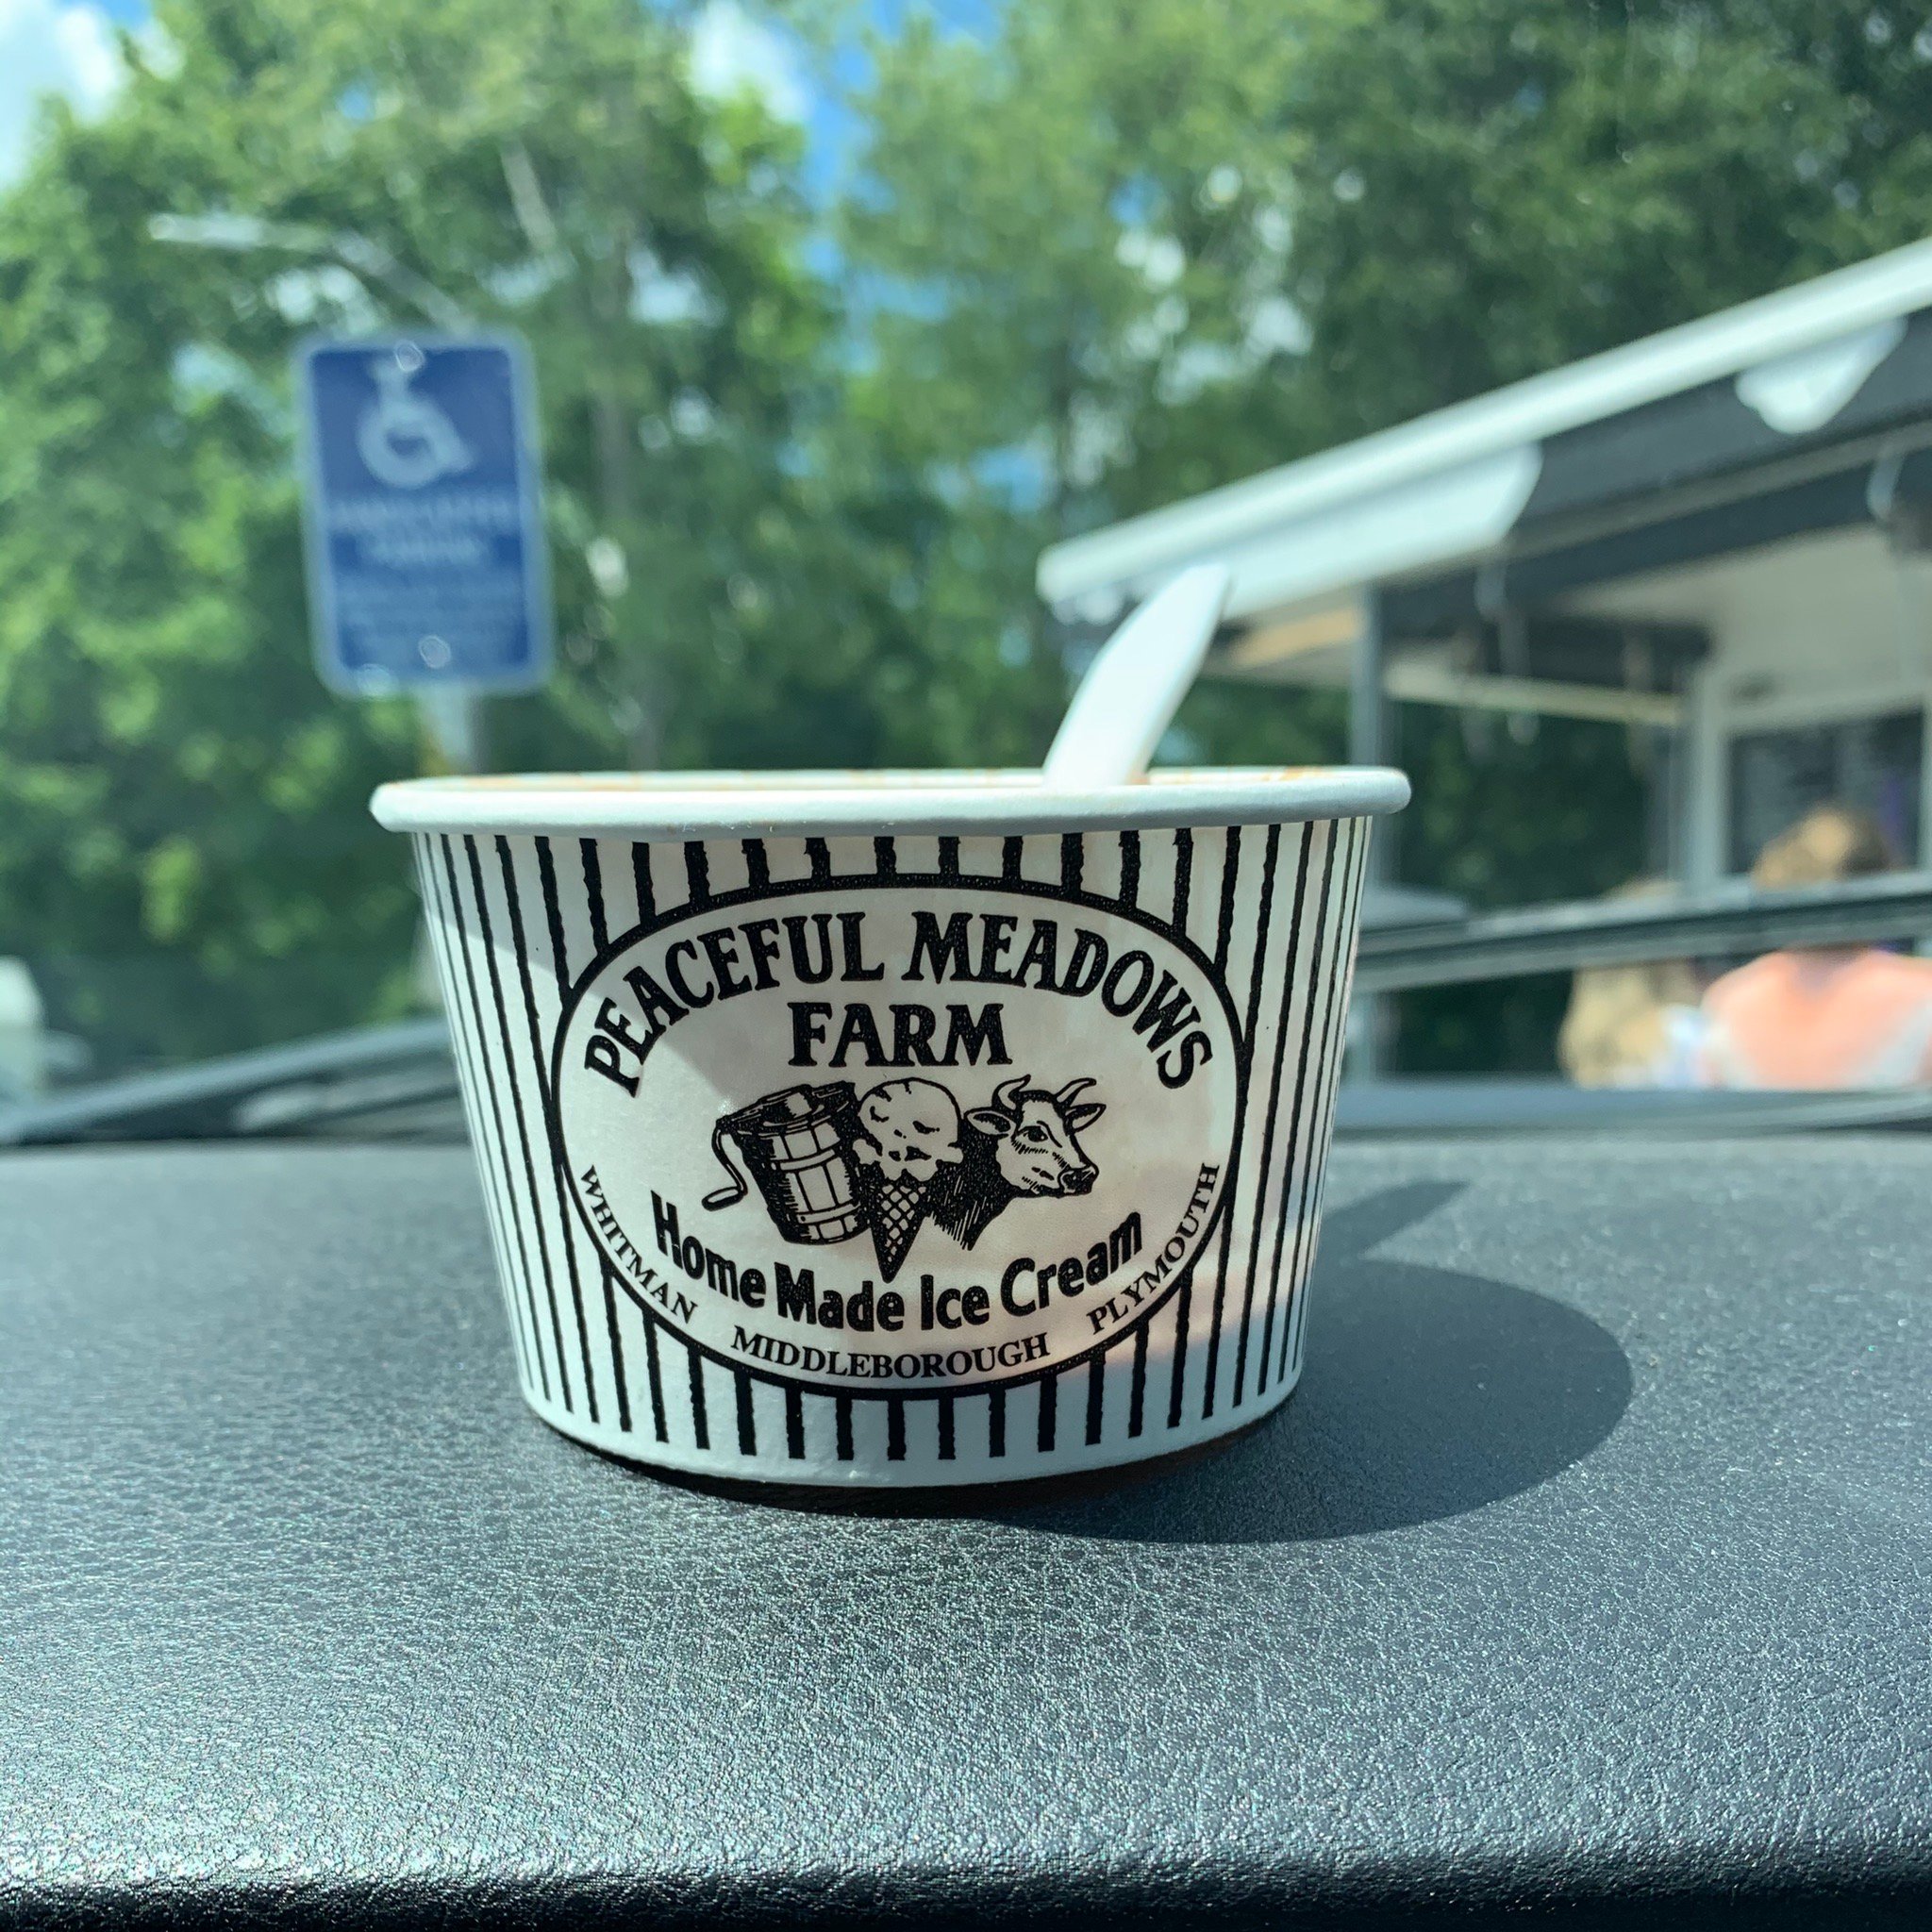 PEACEFUL MEADOWS
FARM
Home Made Ice Cream
WHITMAN MIDDLEBOROUGH PLYMOUTH